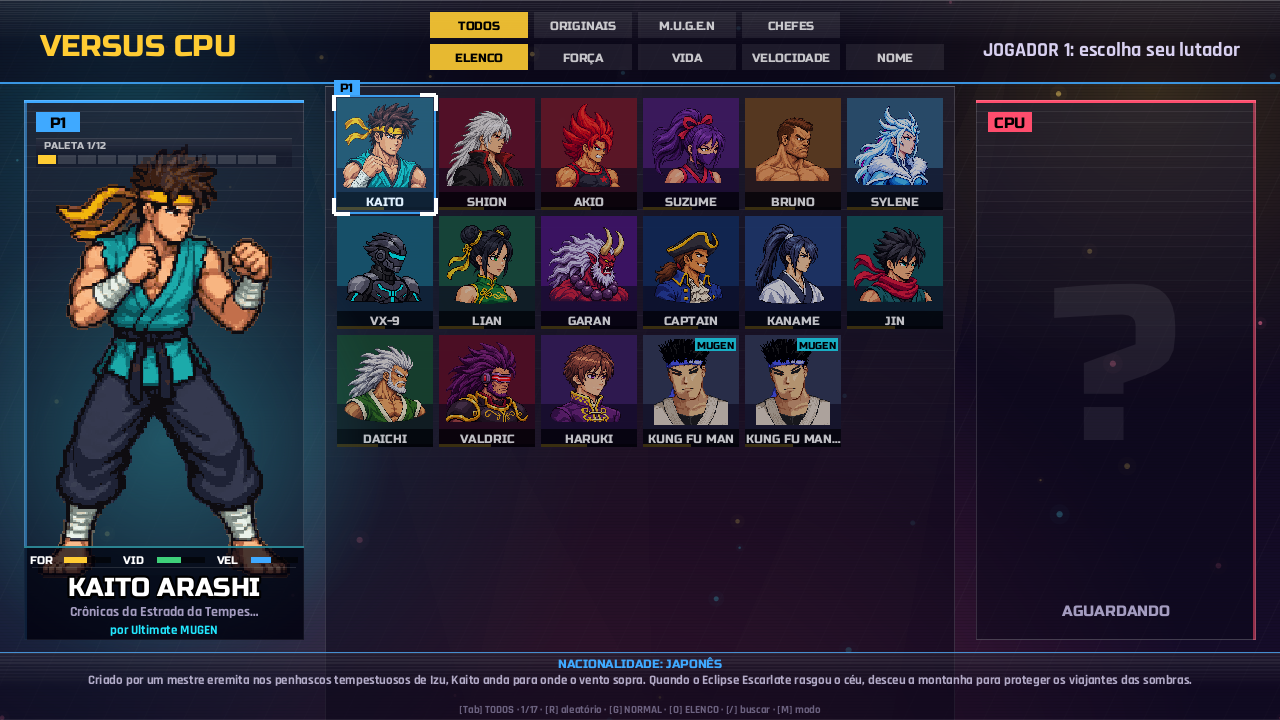 VERSUS CPU
TODOS ORIGINAIS M.U.G.E.N CHEFES
ELENCO FORÇA VIDA VELOCIDADE NOME
JOGADOR 1: escolha seu lutador
P1
PALETA 1/12
FOR VID VEL
KAITO ARASHI
Crônicas da Estrada da Tempes...
por Ultimate MUGEN
P1
KAITO SHION AKIO SUZUME BRUNO SYLENE
VX-9 LIAN GARAN CAPTAIN KANAME JIN
MUGEN MUGEN
DAICHI VALDRIC HARUKI KUNG FU MAN KUNG FU MAN...
CPU
?
AGUARDANDO
NACIONALIDADE: JAPONÊS
Criado por um mestre eremita nos penhascos tempestuosos de Izu, Kaito anda para onde o vento sopra. Quando o Eclipse Escarlate rasgou o céu, desceu a montanha para proteger os viajantes das sombras.
[Tab] TODOS · 1/17 · [R] aleatório · [G] NORMAL · [O] ELENCO · [/] buscar · [M] modo